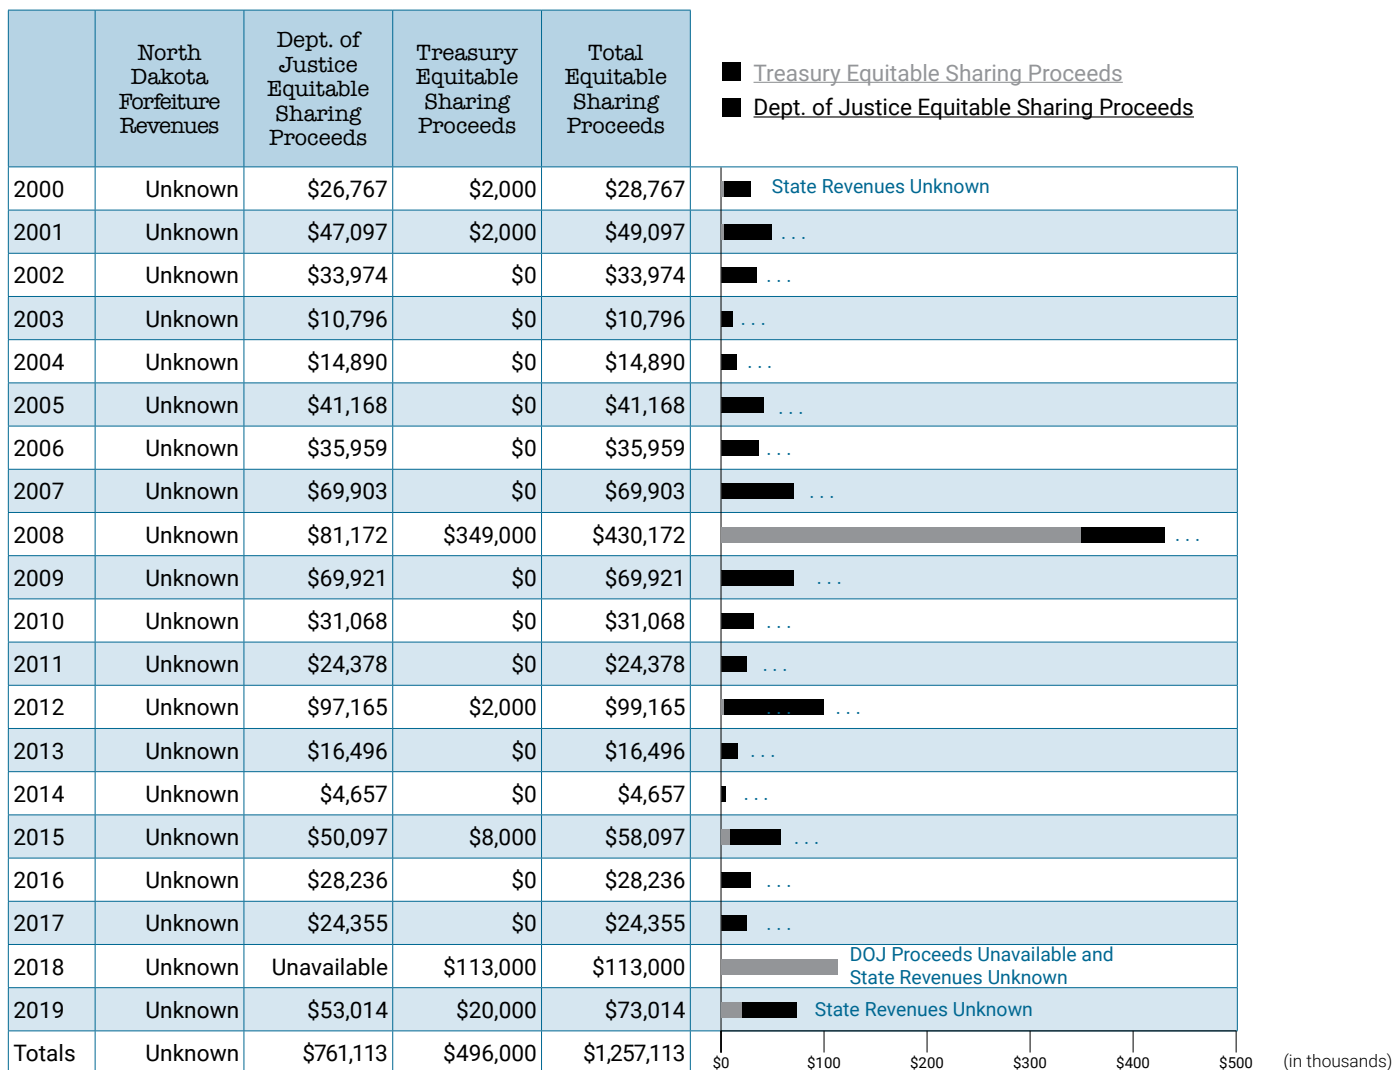 North
Dakota
Forfeiture
Revenues
Dept. of
Justice
Equitable
Sharing
Proceeds
Treasury
Equitable
Sharing
Proceeds
Total
Equitable
Sharing
Proceeds
Treasury Equitable Sharing Proceeds
Dept. of Justice Equitable Sharing Proceeds
2000 Unknown $26,767 $2,000 $28,767 State Revenues Unknown
2001 Unknown $47,097 $2,000 $49,097 ...
2002 Unknown $33,974 $0 $33,974 ...
2003 Unknown $10,796 $0 $10,796 ...
2004 Unknown $14,890 $0 $14,890 ...
2005 Unknown $41,168 $0 $41,168 ...
2006 Unknown $35,959 $0 $35,959 ...
2007 Unknown $69,903 $0 $69,903 ...
2008 Unknown $81,172 $349,000 $430,172 ...
2009 Unknown $69,921 $0 $69,921 ...
2010 Unknown $31,068 $0 $31,068 ...
2011 Unknown $24,378 $0 $24,378 ...
2012 Unknown $97,165 $2,000 $99,165 ... ...
2013 Unknown $16,496 $0 $16,496 ...
2014 Unknown $4,657 $0 $4,657 ...
2015 Unknown $50,097 $8,000 $58,097 ...
2016 Unknown $28,236 $0 $28,236 ...
2017 Unknown $24,355 $0 $24,355 ...
2018 Unknown Unavailable $113,000 $113,000 DOJ Proceeds Unavailable and
State Revenues Unknown
2019 Unknown $53,014 $20,000 $73,014 State Revenues Unknown
Totals Unknown $761,113 $496,000 $1,257,113
$0 $100 $200 $300 $400 $500 (in thousands)